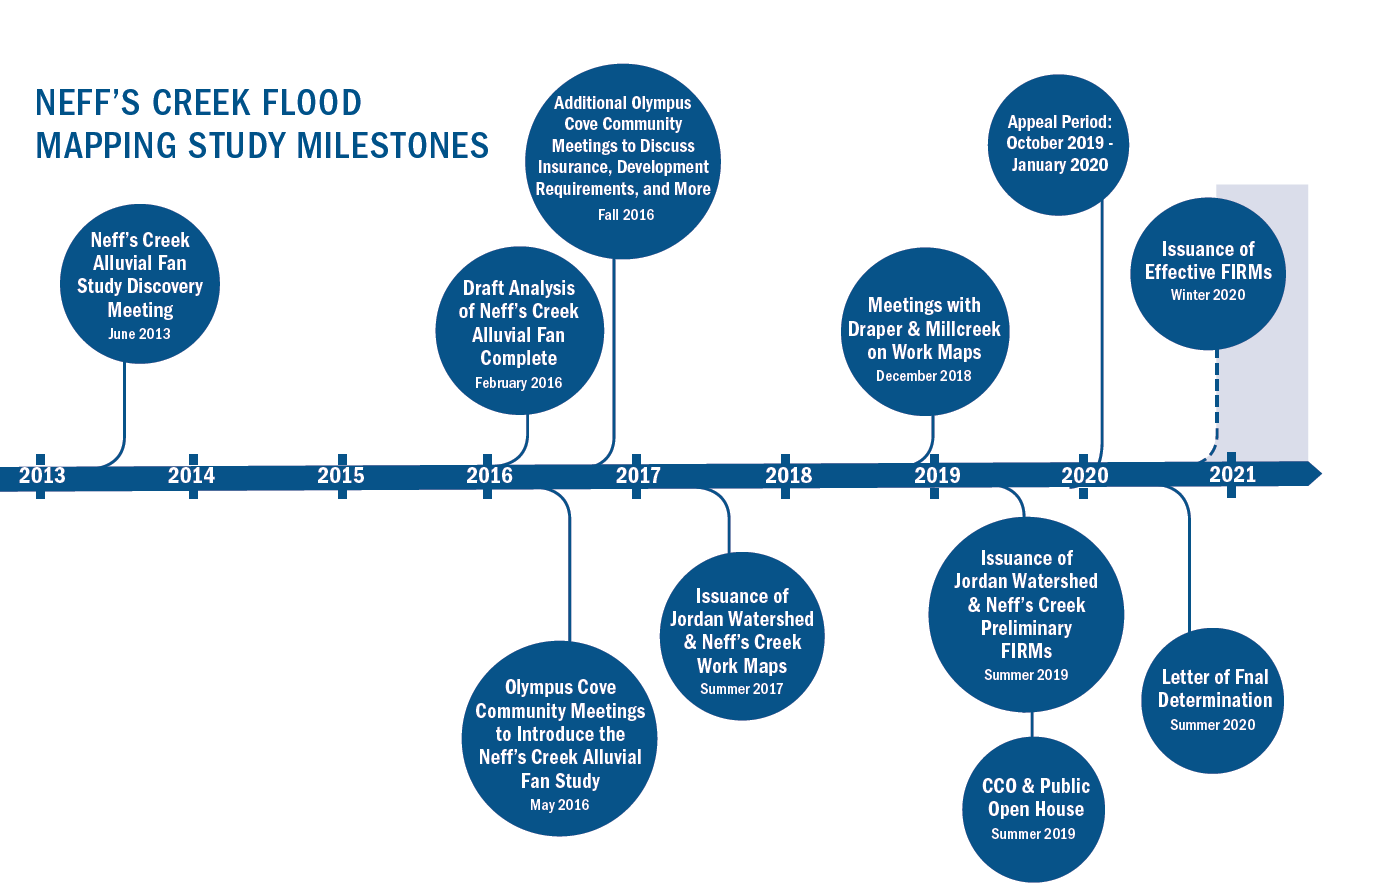 NEFF'S CREEK FLOOD
MAPPING STUDY MILESTONES
Neff's Creek
Alluvial Fan
Study Discovery
Meeting
June 2013
Draft Analysis
of Neff's Creek
Alluvial Fan
Complete
February 2016
Additional Olympus
Cove Community
Meetings to Discuss
Insurance, Development
Requirements, and More
Fall 2016
Meetings with
Draper & Millcreek
on Work Maps
December 2018
Appeal Period:
October 2019 -
January 2020
Issuance of
Effective FIRMs
Winter 2020
2013
2014
2015
2016
2017
2018
2019
2020
2021
Olympus Cove
Community Meetings
to Introduce the
Neff's Creek Alluvial
Fan Study
May 2016
Issuance of
Jordan Watershed
& Neff's Creek
Work Maps
Summer 2017
Issuance of
Jordan Watershed
& Neff's Creek
Preliminary
FIRMs
Summer 2019
CCO & Public
Open House
Summer 2019
Letter of Fnal
Determination
Summer 2020